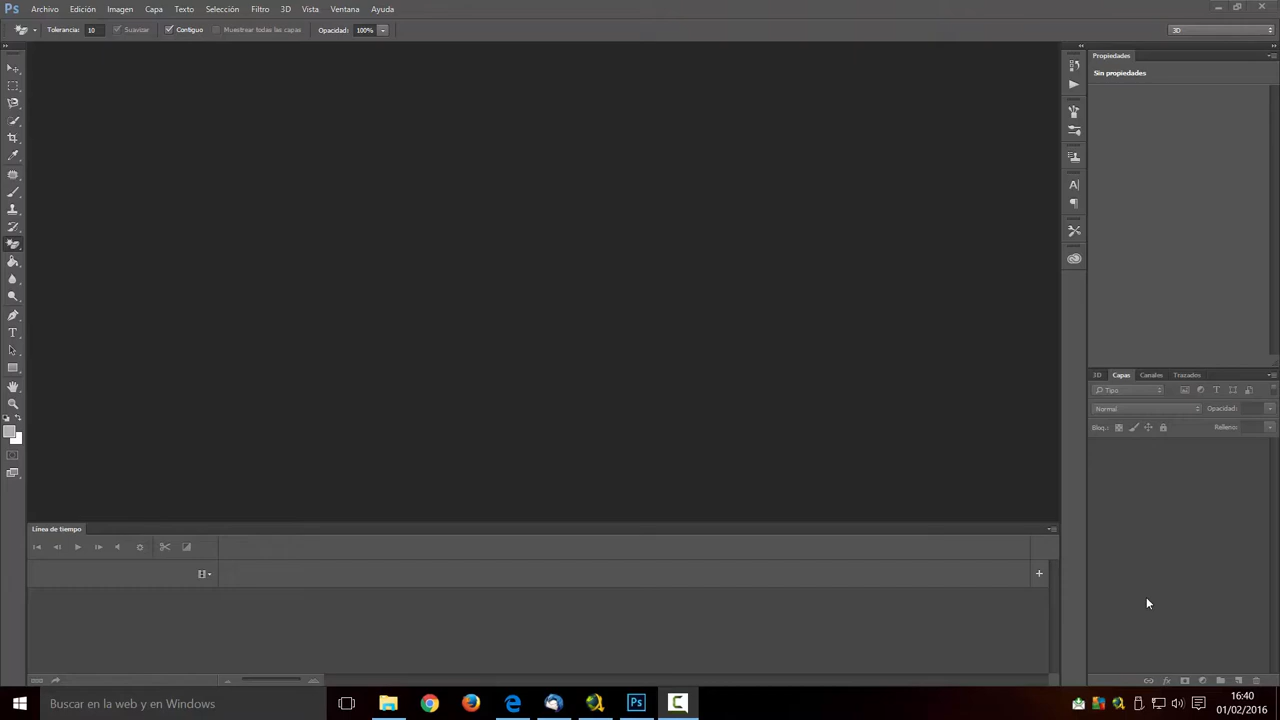 Ps Archivo Edición Imagen Capa Texto Selección Filtro 3D Vista Ventana Ayuda
Tolerancia: 10 Suavizar Contiguo Muestrear todas las capas Opacidad: 100% 3D
Propiedades
Sin propiedades
3D Capas Canales Trazados
Tipo
Normal Opacidad:
Bloq.: Relleno:
Línea de tiempo
Buscar en la web y en Windows
16:40
01/02/2016